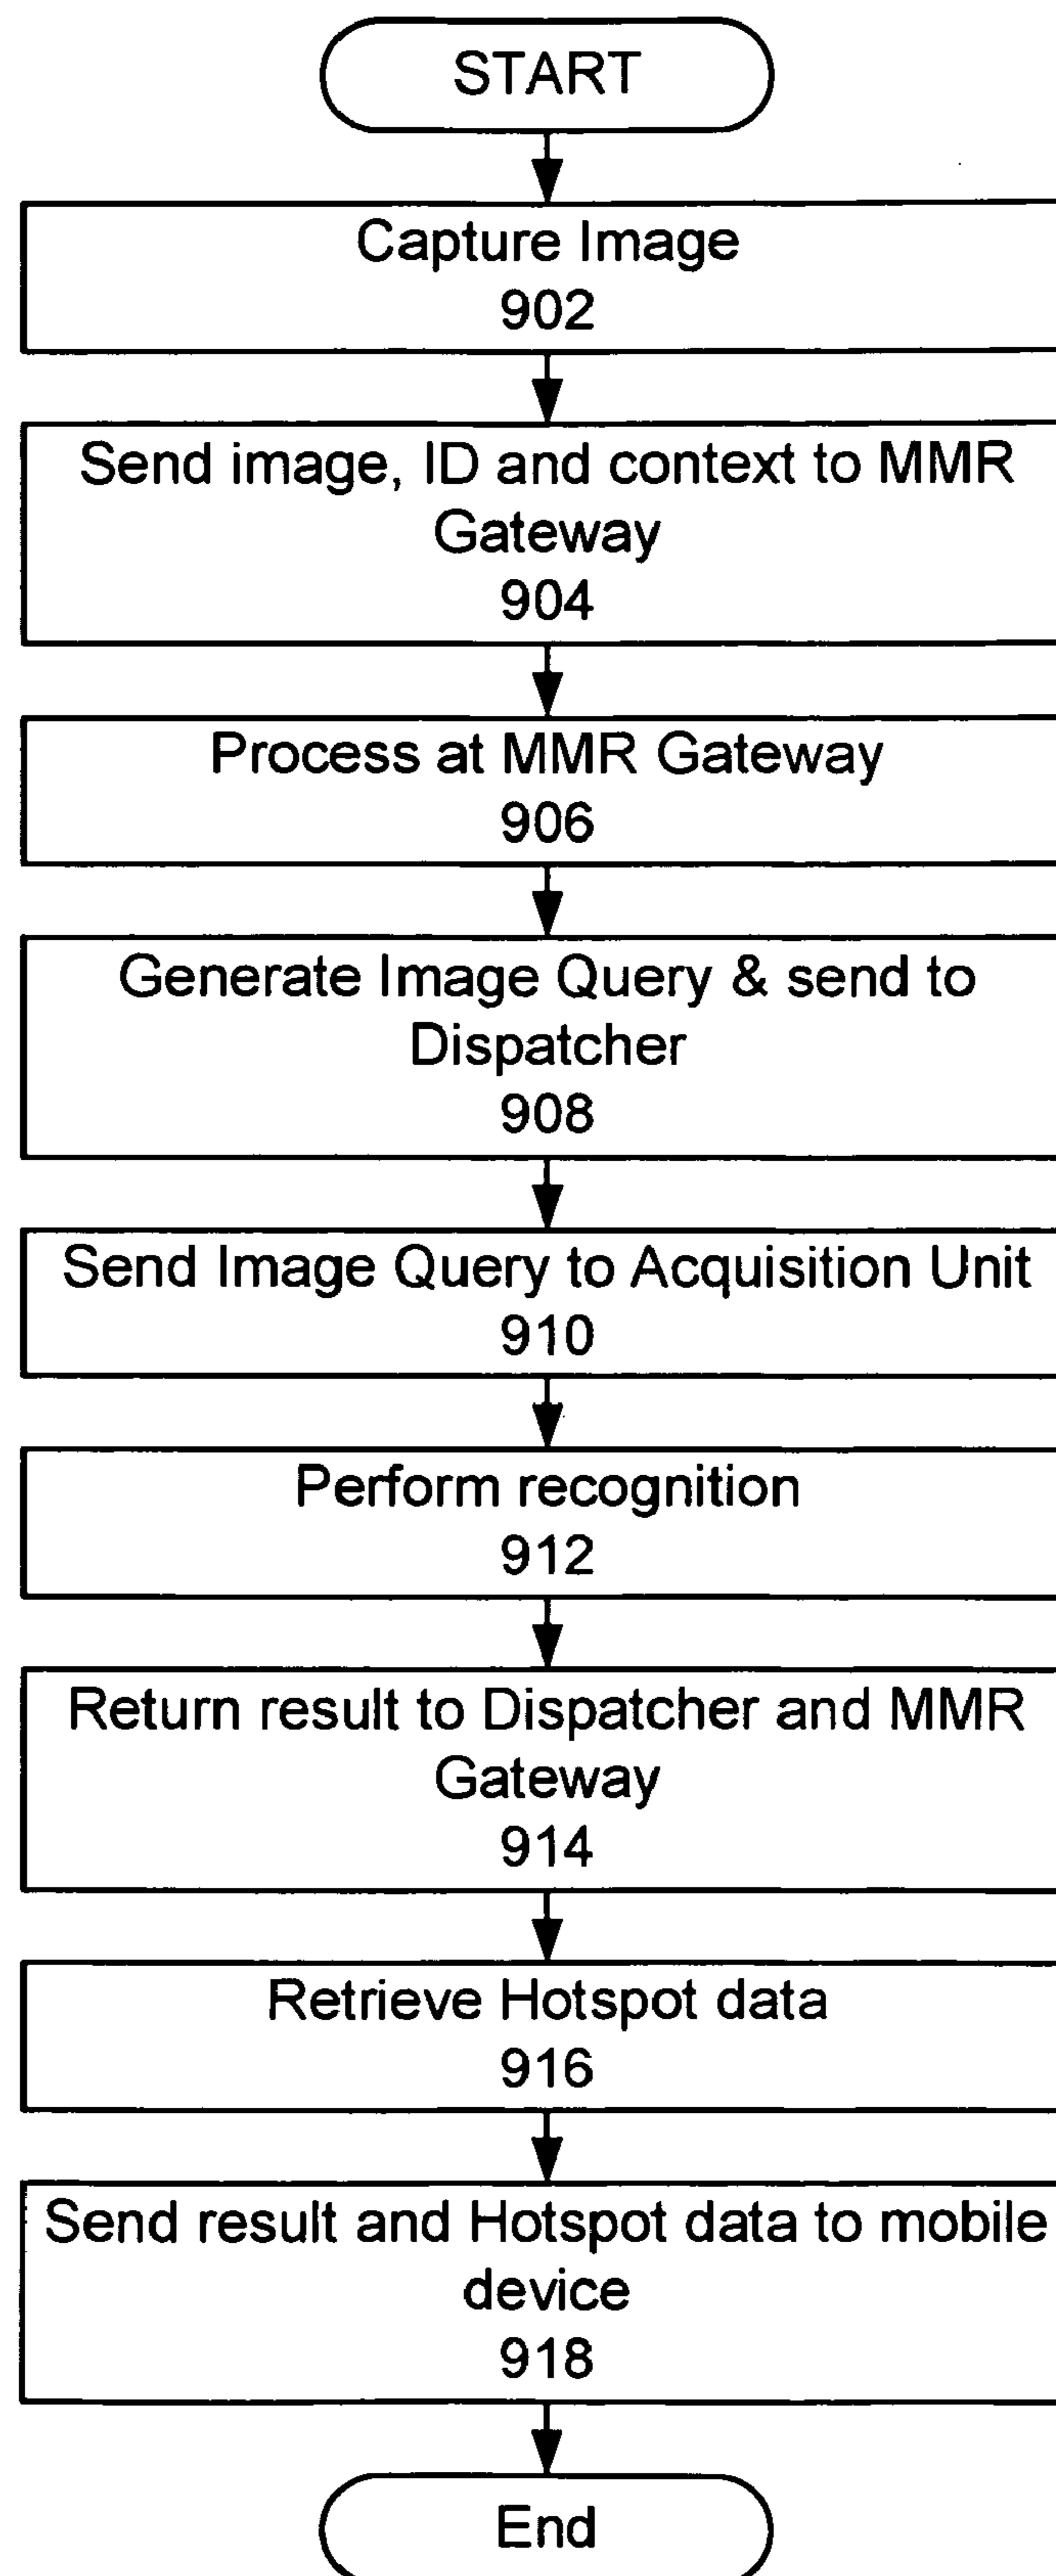 START
Capture Image
902
Send image, ID and context to MMR
Gateway
904
Process at MMR Gateway
906
Generate Image Query & send to
Dispatcher
908
Send Image Query to Acquisition Unit
910
Perform recognition
912
Return result to Dispatcher and MMR
Gateway
914
Retrieve Hotspot data
916
Send result and Hotspot data to mobile
device
918
End